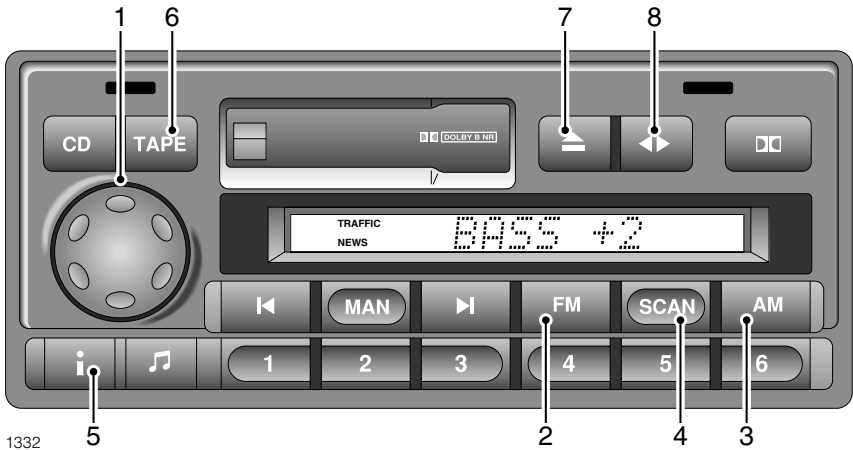 1 6 7 8
CD TAPE
DOLBY B NR
TRAFFIC
NEWS
BASS +2
MAN FM SCAN AM
i 1 2 3 4 5 6
5 2 4 3
1332